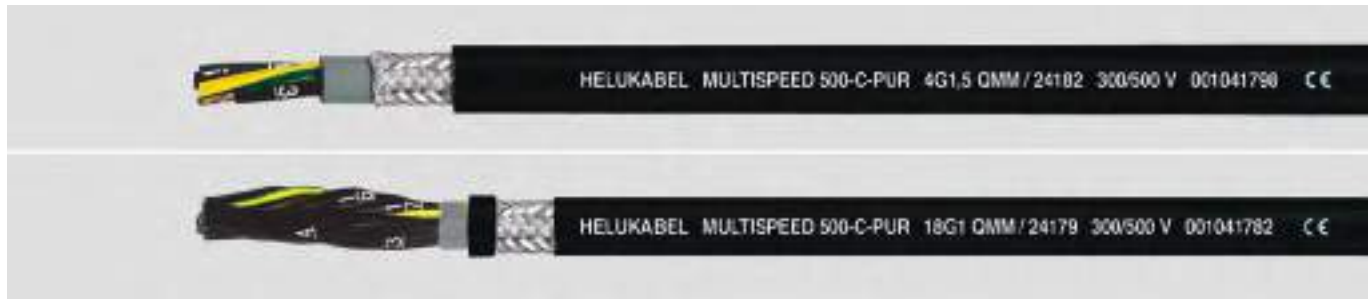 HELUKABEL MULTISPEED 500-C-PUR 4G1,5 QMM / 24182 300/500 V 001041798 CE
HELUKABEL MULTISPEED 500-C-PUR 18G1 QMM / 24179 300/500 V 001041782 CE